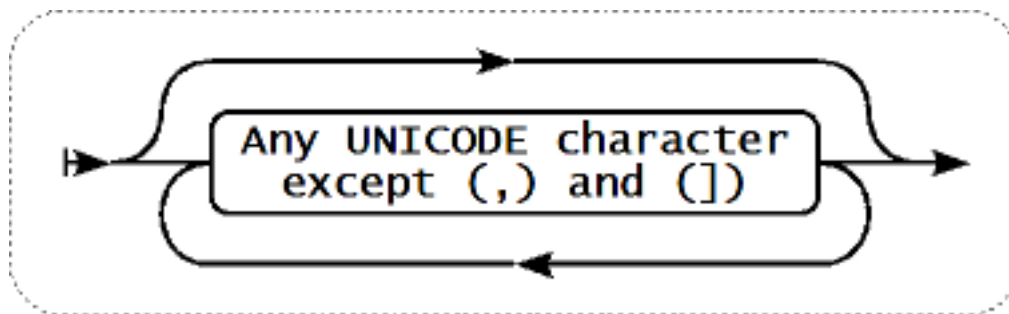 Any UNICODE character
except (,) and (])